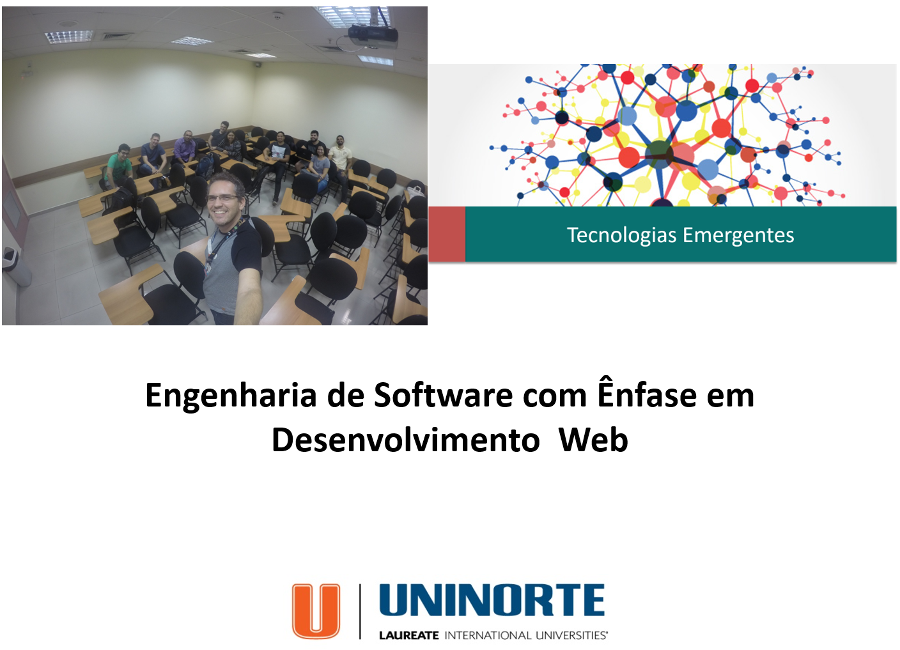 Tecnologias Emergentes
Engenharia de Software com Ênfase em
Desenvolvimento Web
U
UNINORTE
LAUREATE INTERNATIONAL UNIVERSITIES®